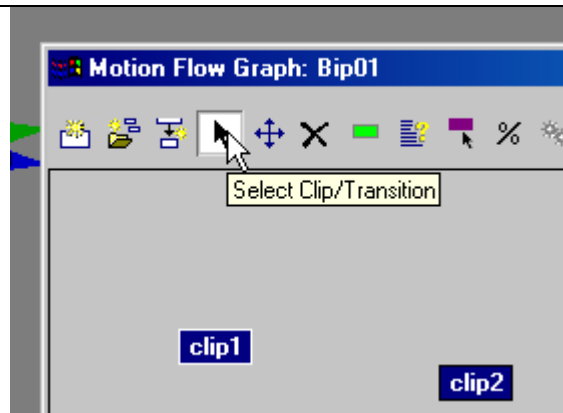 Motion Flow Graph: Bip01
%
Select Clip/Transition
clip1
clip2